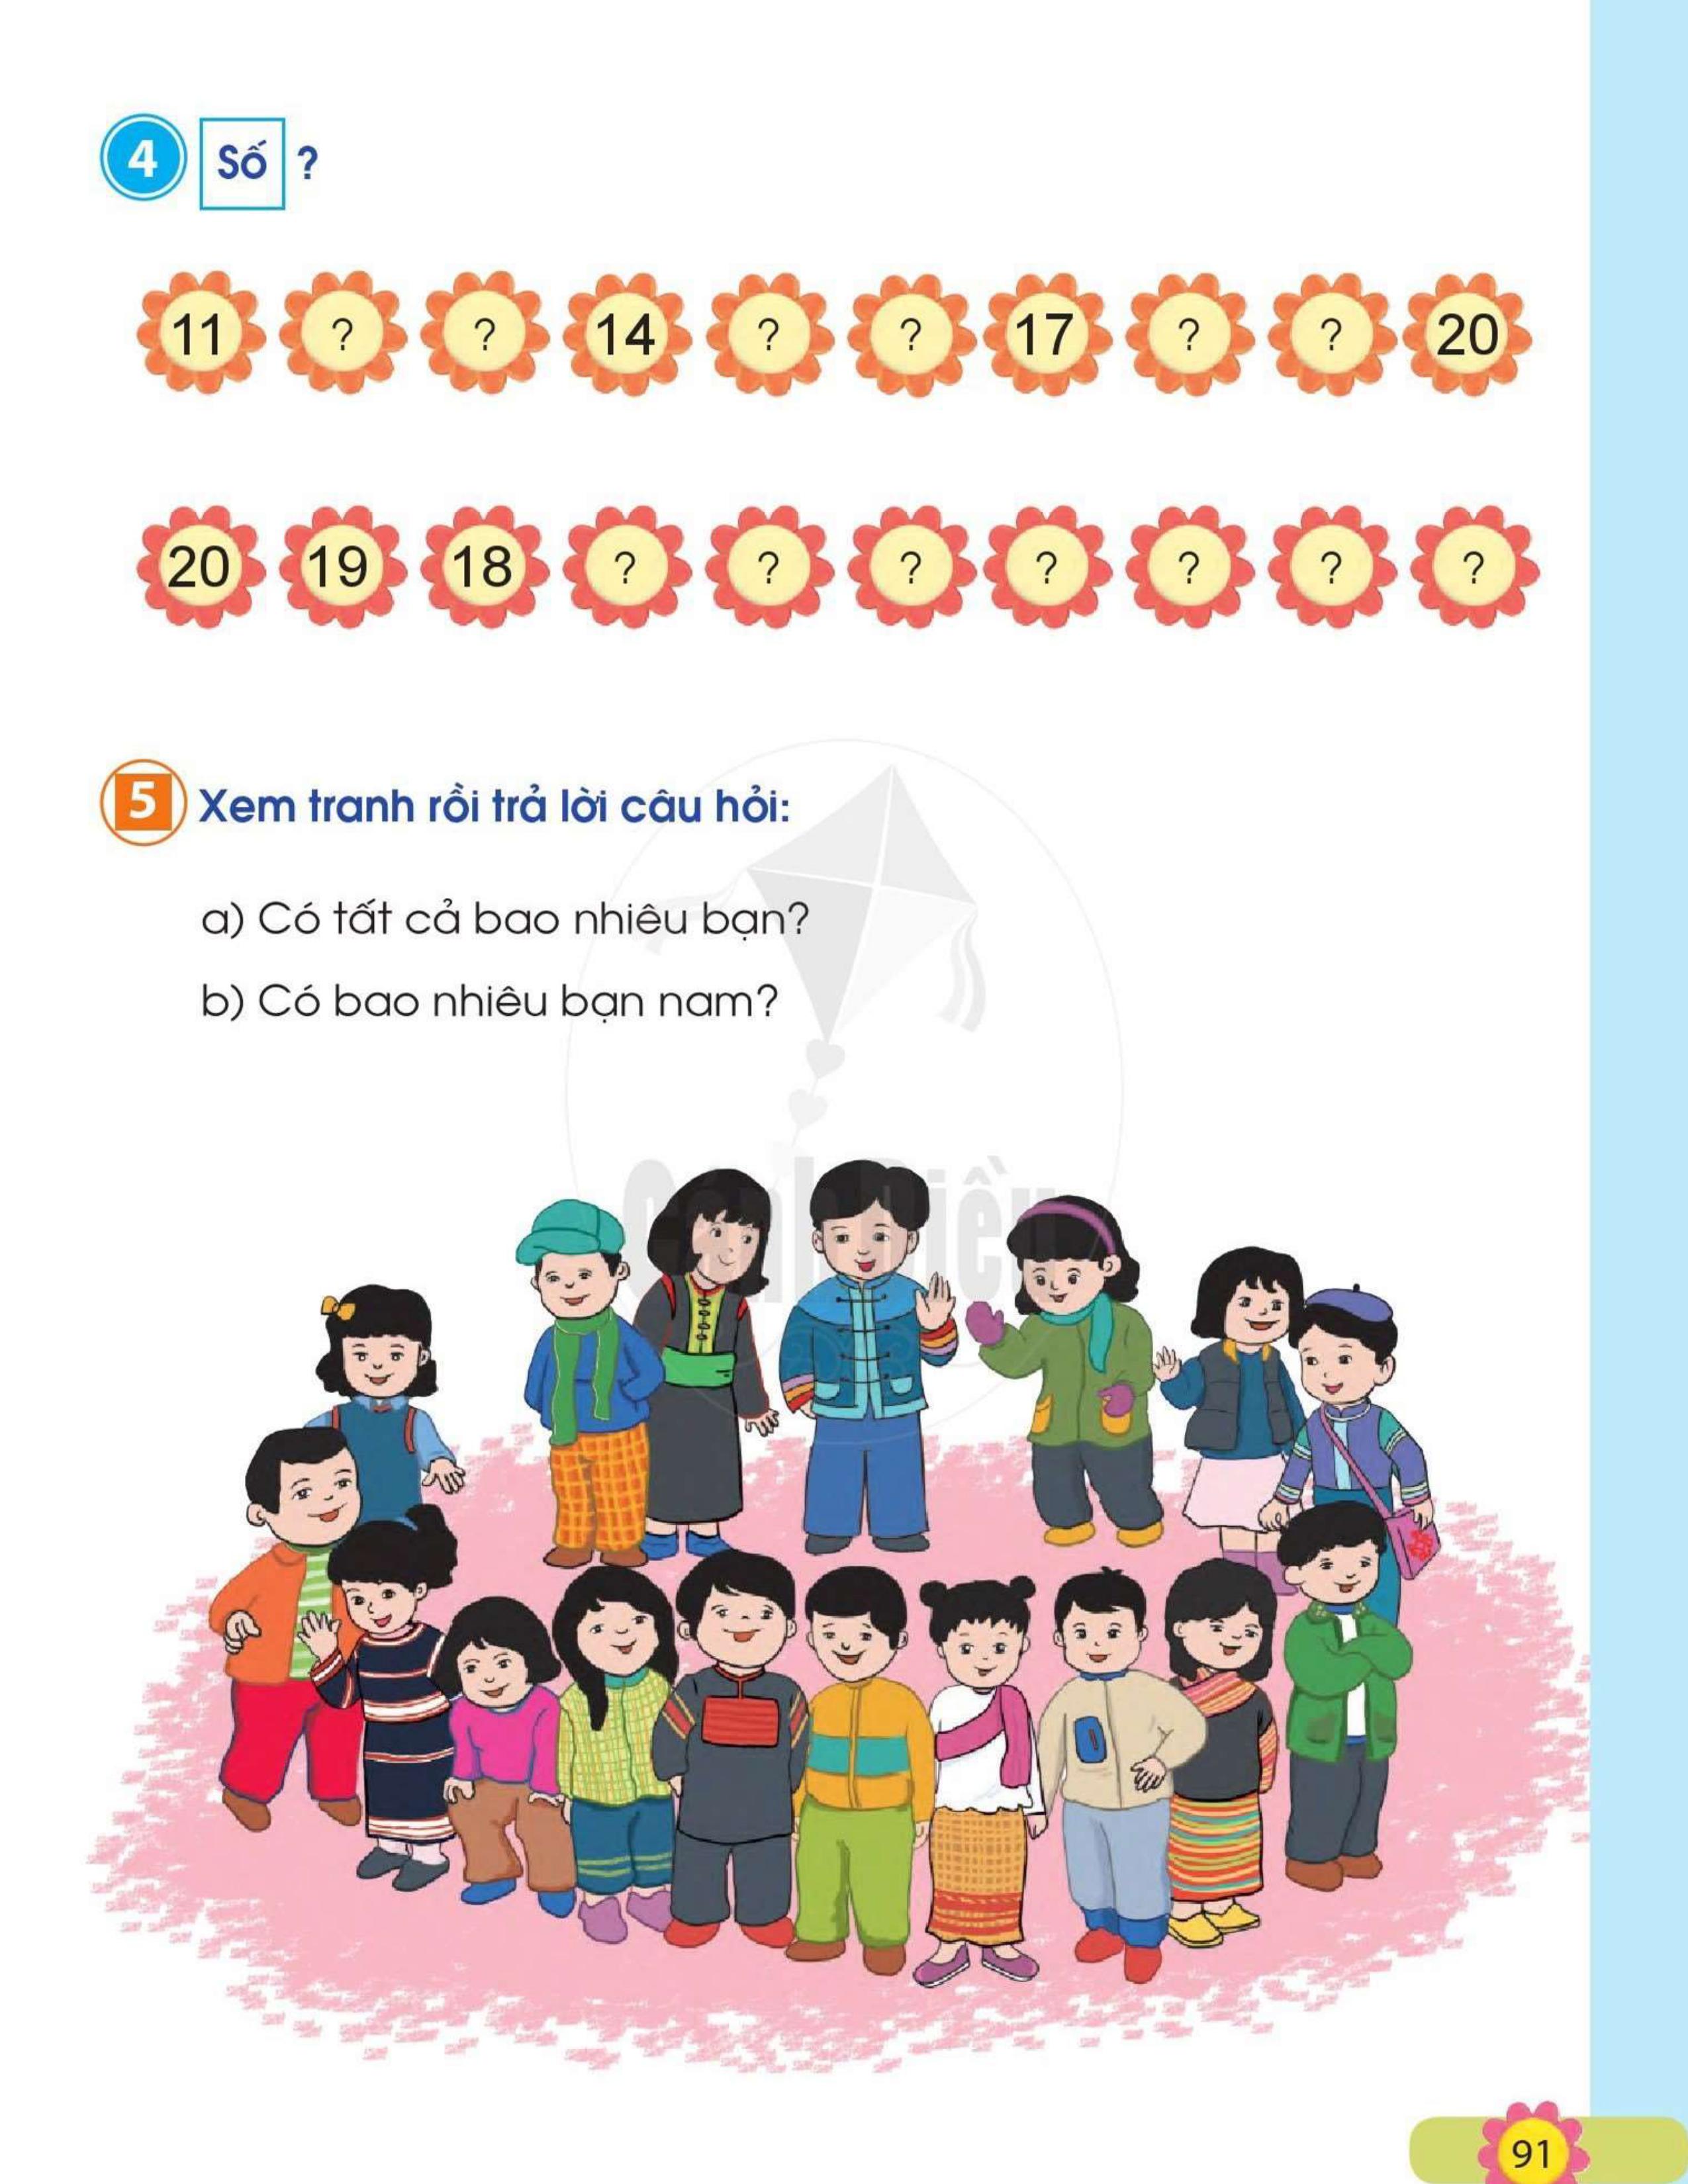 4 Số ?
11 ? ? 14 ? ? 17 ? ? 20
20 19 18 ? ? ? ? ? ? ?
5 Xem tranh rồi trả lời câu hỏi:
a) Có tất cả bao nhiêu bạn?
b) Có bao nhiêu bạn nam?
Cánh Diều
91